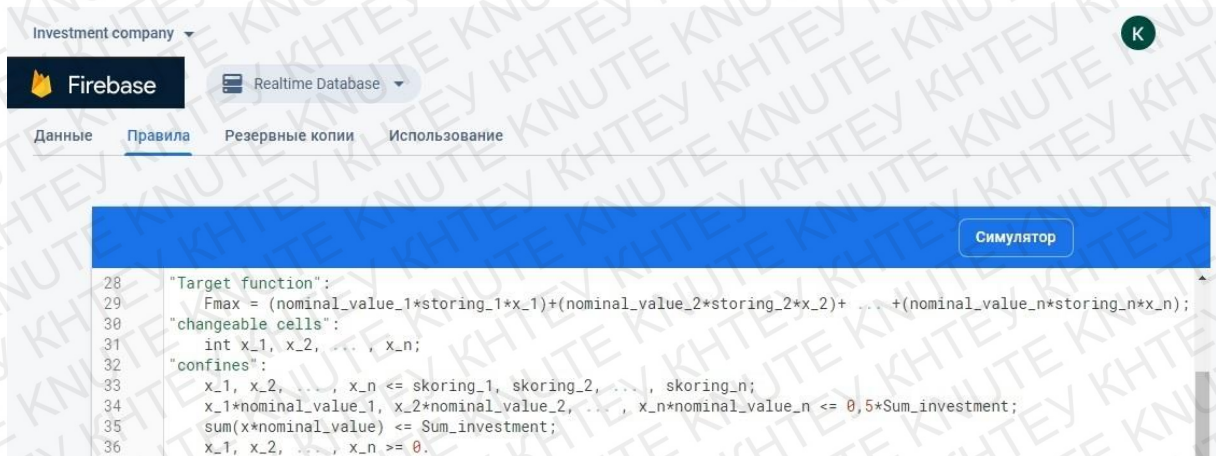 Investment company
K
Firebase
Realtime Database
Данные Правила Резервные копии Использование
Симулятор
28 "Target function":
29 Fmax = (nominal_value_1*storing_1*x_1)+(nominal_value_2*storing_2*x_2)+ ... +(nominal_value_n*storing_n*x_n);
30 "changeable cells":
31 int x_1, x_2, ... , x_n;
32 "confines":
33 x_1, x_2, ... , x_n <= skoring_1, skoring_2, ... , skoring_n;
34 x_1*nominal_value_1, x_2*nominal_value_2, ... , x_n*nominal_value_n <= 0,5*Sum_investment;
35 sum(x*nominal_value) <= Sum_investment;
36 x_1, x_2, ... , x_n >= 0.